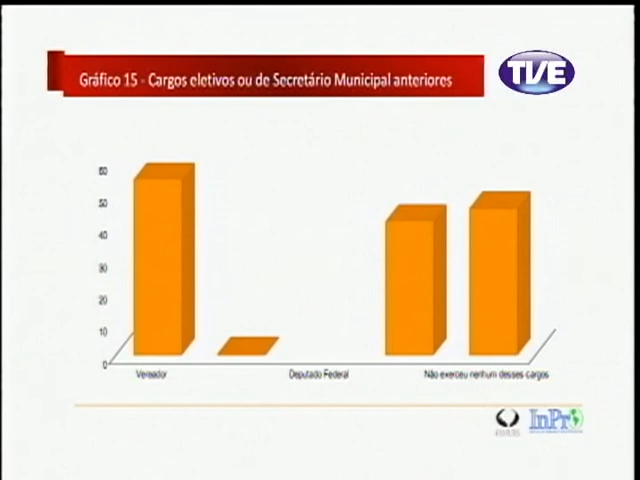 Gráfico 15 - Cargos eletivos ou de Secretário Municipal anteriores
TVE
60
50
40
30
20
10
0
Vereador
Deputado Federal
Não exerceu nenhum desses cargos
InPro